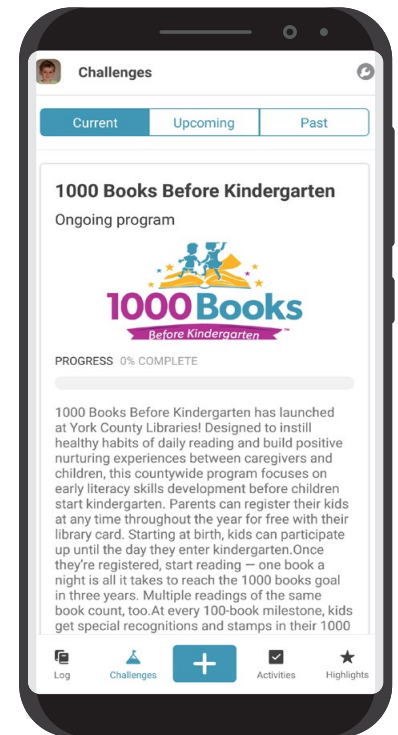 Challenges
Current Upcoming Past
1000 Books Before Kindergarten
Ongoing program
1000 Books
Before Kindergarten ™
PROGRESS 0% COMPLETE
1000 Books Before Kindergarten has launched
at York County Libraries! Designed to instill
healthy habits of daily reading and build positive
nurturing experiences between caregivers and
children, this countywide program focuses on
early literacy skills development before children
start kindergarten. Parents can register their kids
at any time throughout the year for free with their
library card. Starting at birth, kids can participate
up until the day they enter kindergarten.Once
they're registered, start reading — one book a
night is all it takes to reach the 1000 books goal
in three years. Multiple readings of the same
book count, too.At every 100-book milestone, kids
get special recognitions and stamps in their 1000
Log Challenges + Activities Highlights